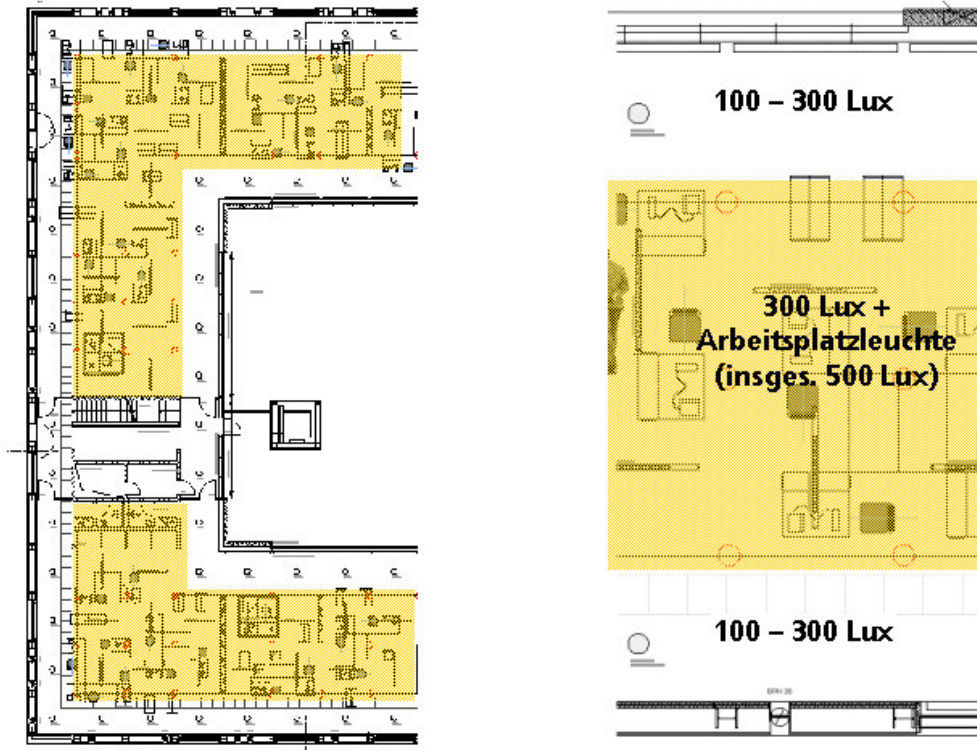 100 – 300 Lux
300 Lux +
Arbeitsplatzleuchte
(insges. 500 Lux)
100 – 300 Lux